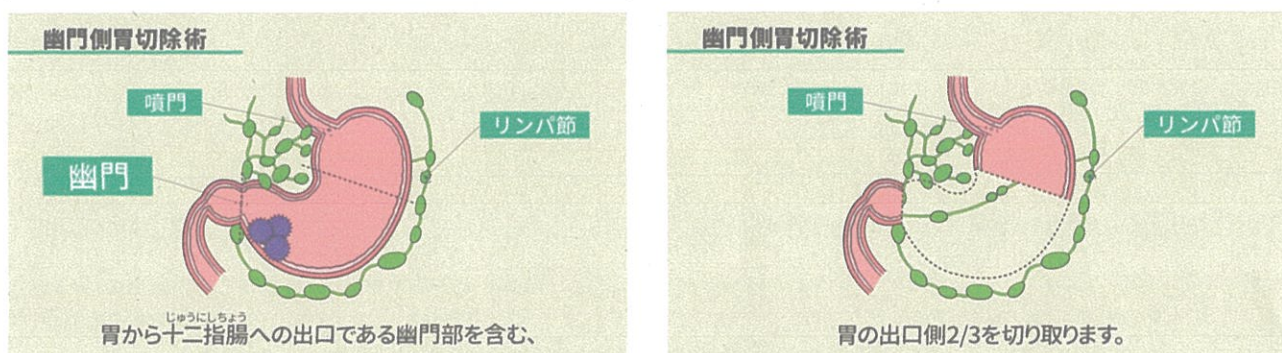 幽門側胃切除術
噴門
リンパ節
幽門
じゅうにしちょう
胃から十二指腸への出口である幽門部を含む、
幽門側胃切除術
噴門
リンパ節
胃の出口側2/3を切り取ります。